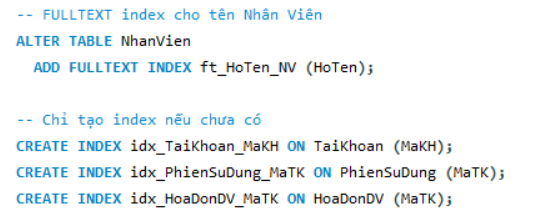 -- FULLTEXT index cho tên Nhân Viên
ALTER TABLE NhanVien
ADD FULLTEXT INDEX ft_HoTen_NV (HoTen);
-- Chỉ tạo index nếu chưa có
CREATE INDEX idx_TaiKhoan_MaKH ON TaiKhoan (MaKH);
CREATE INDEX idx_PhienSuDung_MaTK ON PhienSuDung (MaTK);
CREATE INDEX idx_HoaDonDV_MaTK ON HoaDonDV (MaTK);